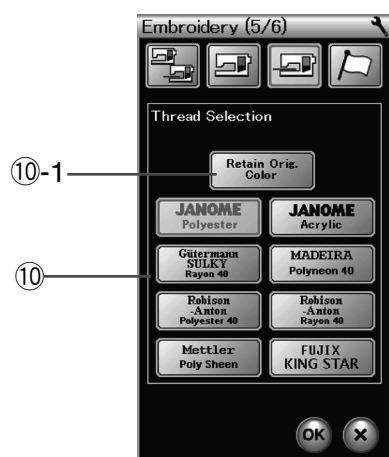 Embroidery (5/6)
Thread Selection
⑩-1
Retain Orig.
Color
JANOME
Polyester
JANOME
Acrylic
⑩
Gütermann
SULKY
Rayon 40
MADEIRA
Polyneon 40
Robison
-Anton
Polyester 40
Robison
-Anton
Rayon 40
Mettler
Poly Sheen
FUJIX
KING STAR
OK